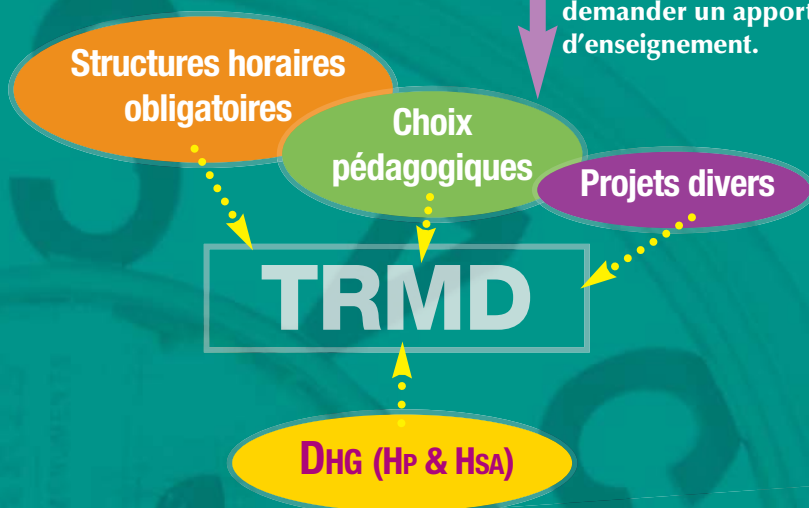 demander un apport
d'enseignement.
Structures horaires
obligatoires
Choix
pédagogiques
Projets divers
TRMD
DHG (HP & HSA)